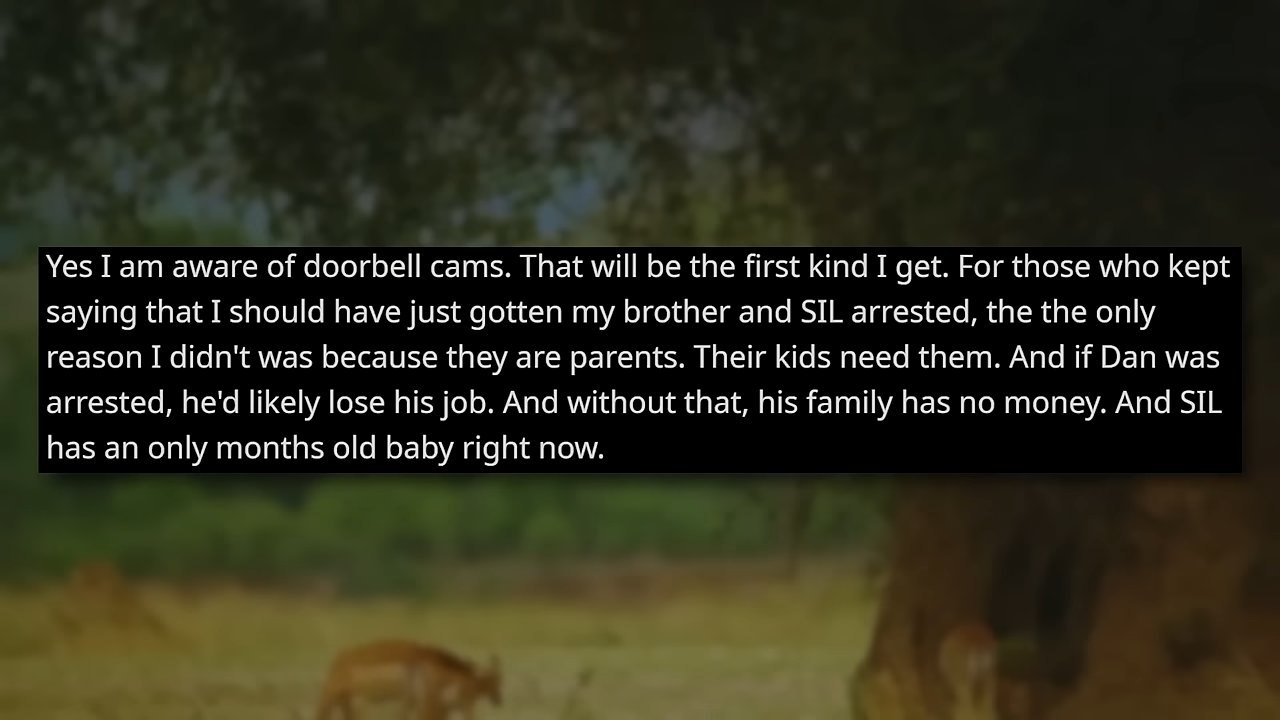 Yes I am aware of doorbell cams. That will be the first kind I get. For those who kept
saying that I should have just gotten my brother and SIL arrested, the the only
reason I didn't was because they are parents. Their kids need them. And if Dan was
arrested, he'd likely lose his job. And without that, his family has no money. And SIL
has an only months old baby right now.